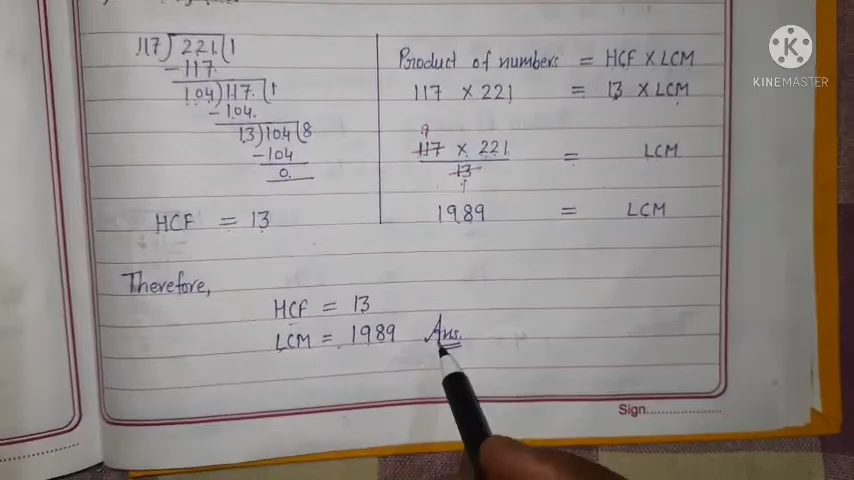 117) 221 (1
-117
104) 117 (1
-104
13) 104 (8
-104
0
HCF = 13
Product of numbers = HCF X LCM
117 X 221 = 13 X LCM
9
117 X 221 = LCM
13
1
1989 = LCM
Therefore,
HCF = 13
LCM = 1989 Ans.
Sign
K
KINEMASTER